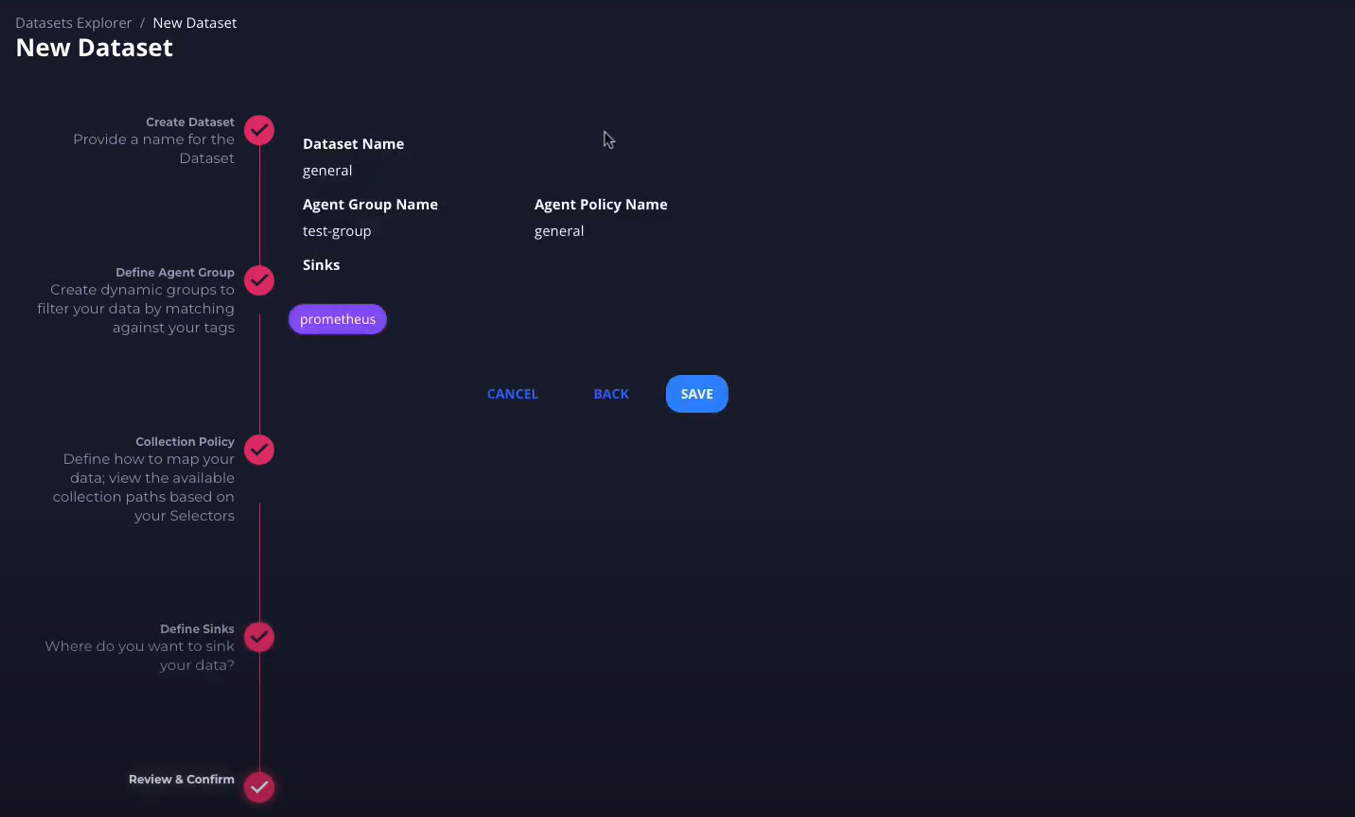 Datasets Explorer / New Dataset
New Dataset
Create Dataset
Provide a name for the
Dataset
Define Agent Group
Create dynamic groups to
filter your data by matching
against your tags
Collection Policy
Define how to map your
data; view the available
collection paths based on
your Selectors
Define Sinks
Where do you want to sink
your data?
Review & Confirm
Dataset Name
general
Agent Group Name
test-group
Agent Policy Name
general
Sinks
prometheus
CANCEL BACK SAVE